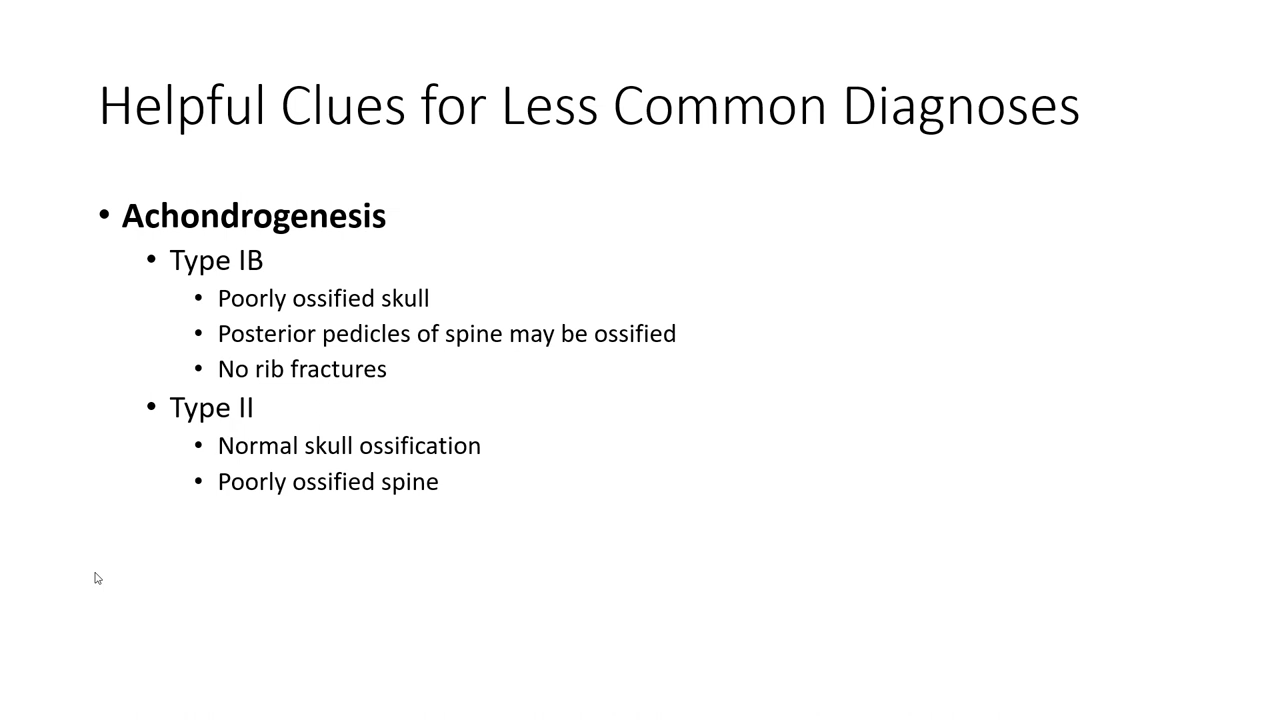 Helpful Clues for Less Common Diagnoses
• Achondrogenesis
• Type IB
• Poorly ossified skull
• Posterior pedicles of spine may be ossified
• No rib fractures
• Type II
• Normal skull ossification
• Poorly ossified spine